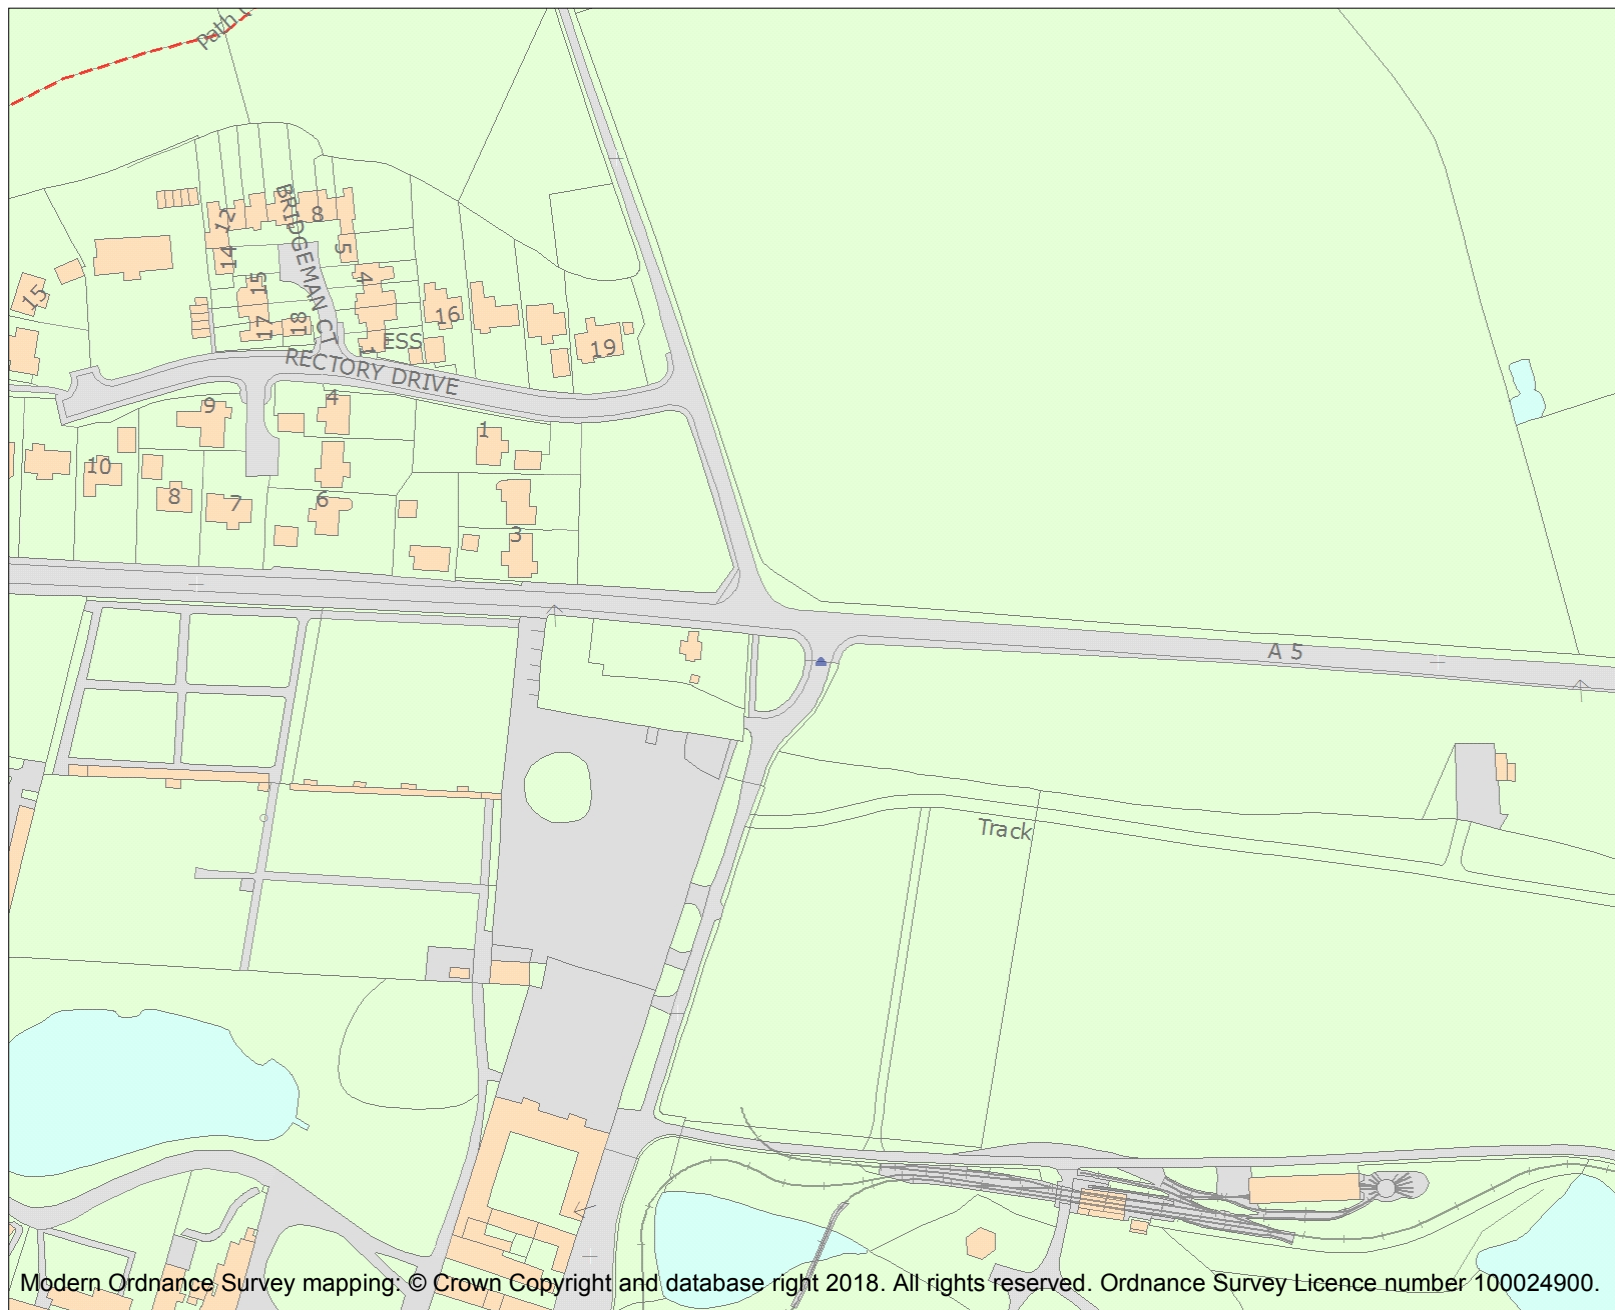 Path
12
BRIDGEMAN CT
8
5
14
15
4
15
16
17
18
1
ESS
19
RECTORY DRIVE
9
4
1
10
8
7
6
3
A 5
Track
Modern Ordnance Survey mapping: © Crown Copyright and database right 2018. All rights reserved. Ordnance Survey Licence number 100024900.